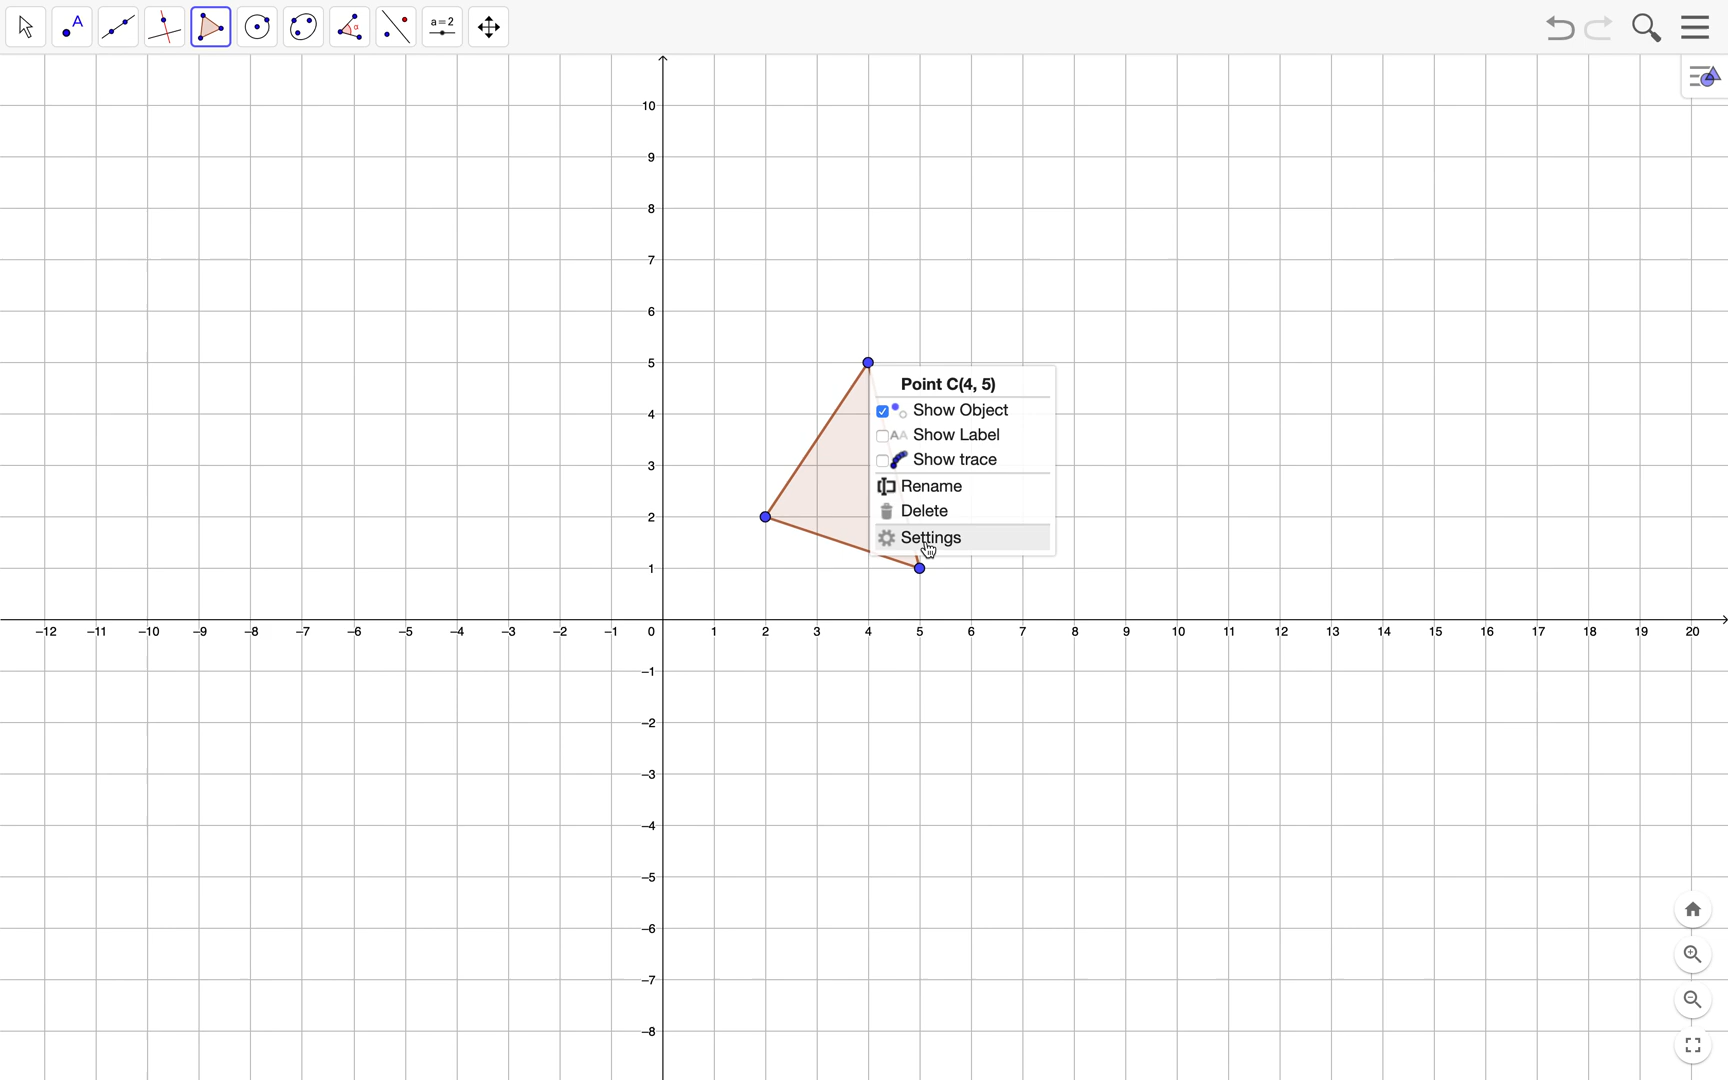 A
α
a=2
10
9
8
7
6
5
4
3
2
1
Point C(4, 5)
Show Object
AA Show Label
Show trace
Rename
Delete
Settings
–12 –11 –10 –9 –8 –7 –6 –5 –4 –3 –2 –1 0 1 2 3 4 5 6 7 8 9 10 11 12 13 14 15 16 17 18 19 20
–1
–2
–3
–4
–5
–6
–7
–8